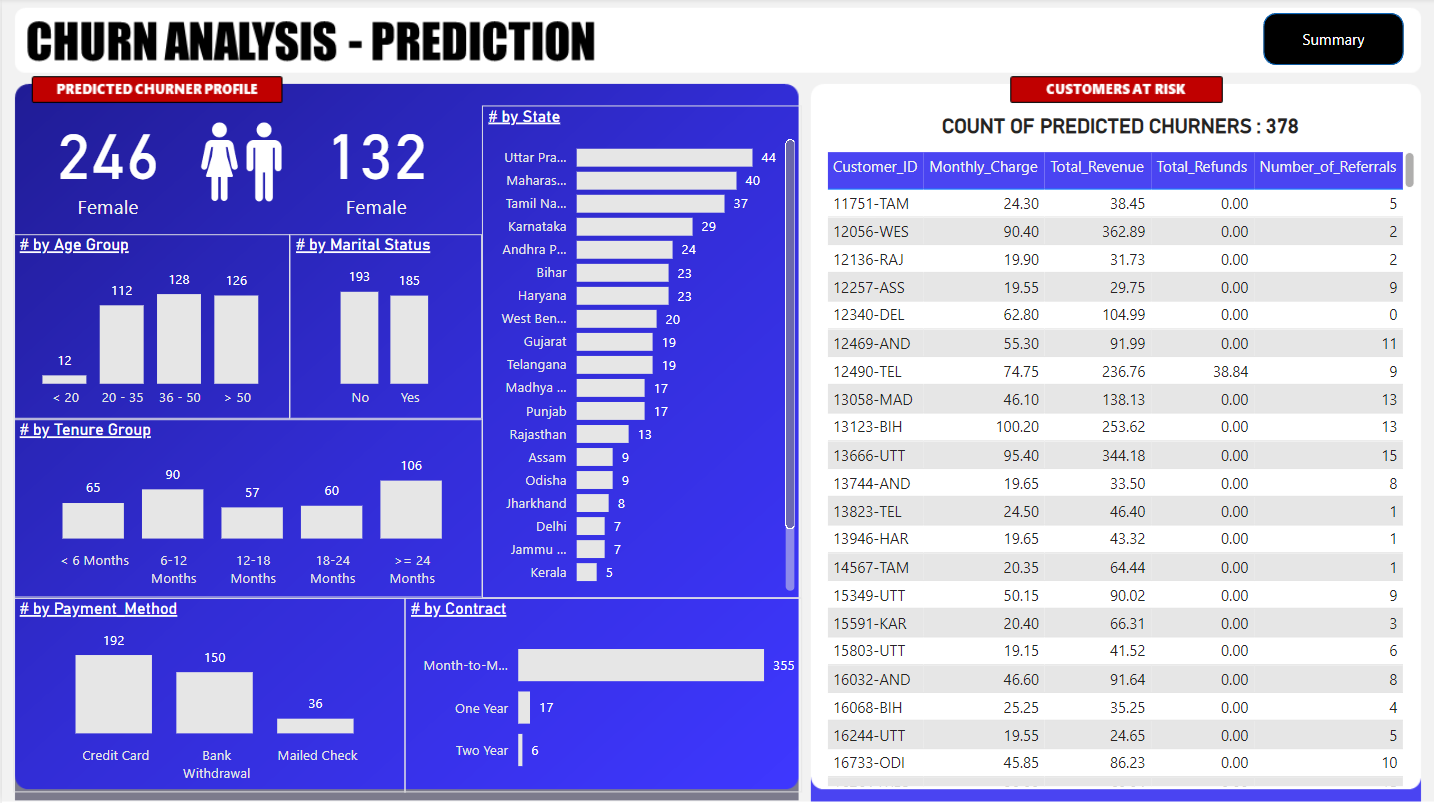 CHURN ANALYSIS - PREDICTION
Summary
PREDICTED CHURNER PROFILE
246
Female
132
Female
# by Age Group
12
112
128
126
< 20
20 - 35
36 - 50
> 50
# by Marital Status
193
185
No
Yes
# by Tenure Group
65
90
57
60
106
< 6 Months
6-12
Months
12-18
Months
18-24
Months
>= 24
Months
# by State
Uttar Pra... 44
Maharas... 40
Tamil Na... 37
Karnataka 29
Andhra P... 24
Bihar 23
Haryana 23
West Ben... 20
Gujarat 19
Telangana 19
Madhya ... 17
Punjab 17
Rajasthan 13
Assam 9
Odisha 9
Jharkhand 8
Delhi 7
Jammu ... 7
Kerala 5
# by Payment_Method
192
150
36
Credit Card
Bank
Withdrawal
Mailed Check
# by Contract
Month-to-M... 355
One Year 17
Two Year 6
CUSTOMERS AT RISK
COUNT OF PREDICTED CHURNERS : 378
Customer_ID Monthly_Charge Total_Revenue Total_Refunds Number_of_Referrals
11751-TAM 24.30 38.45 0.00 5
12056-WES 90.40 362.89 0.00 2
12136-RAJ 19.90 31.73 0.00 2
12257-ASS 19.55 29.75 0.00 9
12340-DEL 62.80 104.99 0.00 0
12469-AND 55.30 91.99 0.00 11
12490-TEL 74.75 236.76 38.84 9
13058-MAD 46.10 138.13 0.00 13
13123-BIH 100.20 253.62 0.00 13
13666-UTT 95.40 344.18 0.00 15
13744-AND 19.65 33.50 0.00 8
13823-TEL 24.50 46.40 0.00 1
13946-HAR 19.65 43.32 0.00 1
14567-TAM 20.35 64.44 0.00 1
15349-UTT 50.15 90.02 0.00 9
15591-KAR 20.40 66.31 0.00 3
15803-UTT 19.15 41.52 0.00 6
16032-AND 46.60 91.64 0.00 8
16068-BIH 25.25 35.25 0.00 4
16244-UTT 19.55 24.65 0.00 5
16733-ODI 45.85 86.23 0.00 10